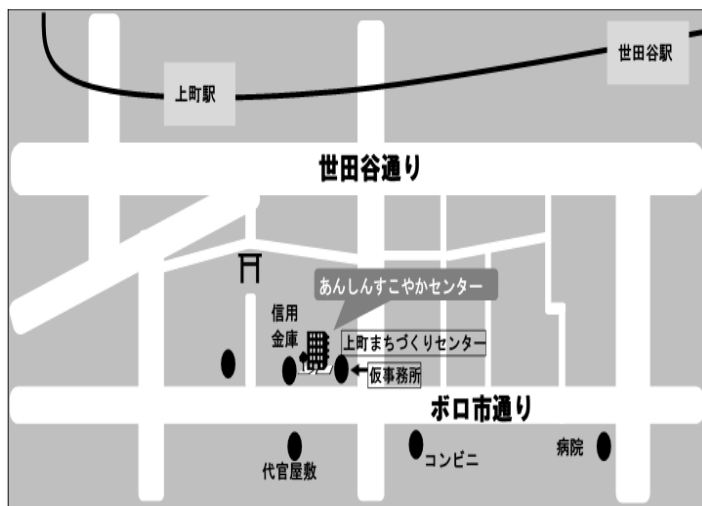 世田谷駅
上町駅
世田谷通り
あんしんすこやかセンター
信用
金庫
上町まちづくりセンター
仮事務所
ボロ市通り
代官屋敷
コンビニ
病院